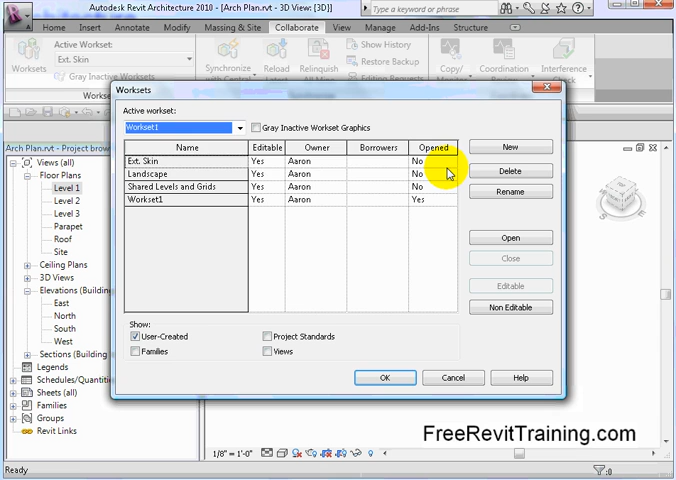 Autodesk Revit Architecture 2010 - [Arch Plan.rvt - 3D View: {3D}]
Type a keyword or phrase
Home Insert Annotate Massing & Site Collaborate View Manage Add-Ins Structure
Worksets
Active Workset:
Ext. Skin
Gray Inactive Workset Graphics
Synchronize
with Central
Reload
Latest
Relinquish
All Mine
Show History
Restore Backup
Editing Requests
Copy/
Monitor
Coordination
Review
Interference
Check
Arch Plan.rvt - Project brows
Views (all)
Floor Plans
Level 1
Level 2
Level 3
Parapet
Roof
Site
Ceiling Plans
3D Views
Elevations (Building
East
North
South
West
Sections (Building
Legends
Schedules/Quantitie
Sheets (all)
Families
Groups
Revit Links
Worksets
Active workset:
Workset1
Gray Inactive Workset Graphics
Name Editable Owner Borrowers Opened
Ext. Skin Yes Aaron No
Landscape Yes Aaron No
Shared Levels and Grids Yes Aaron No
Workset1 Yes Aaron Yes
New
Delete
Rename
Open
Close
Editable
Non Editable
Show:
User-Created
Project Standards
Families
Views
OK Cancel Help
FreeRevitTraining.com
1/8" = 1'-0"
Ready
:0